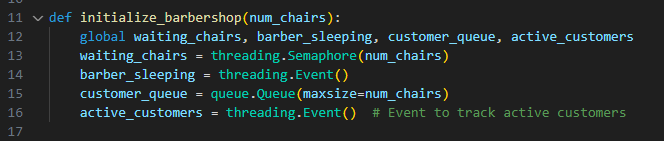 11 def initialize_barbershop(num_chairs):
12     global waiting_chairs, barber_sleeping, customer_queue, active_customers
13     waiting_chairs = threading.Semaphore(num_chairs)
14     barber_sleeping = threading.Event()
15     customer_queue = queue.Queue(maxsize=num_chairs)
16     active_customers = threading.Event()  # Event to track active customers
17